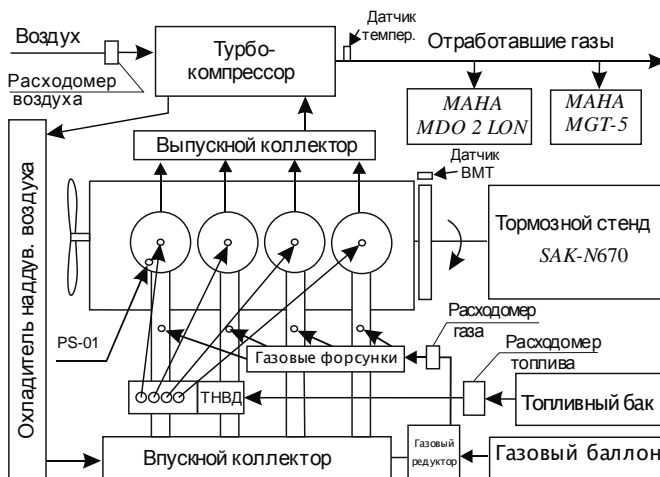 Воздух
Расходомер
воздуха
Турбо-
компрессор
Датчик
темпер.
Отработавшие газы
MAHA
MDO 2 LON
MAHA
MGT-5
Выпускной коллектор
Датчик
ВМТ
Охладитель наддув. воздуха
Тормозной стенд
SAK-N670
PS-01
Расходомер
газа
Газовые форсунки
Расходомер
топлива
ТНВД
Топливный бак
Впускной коллектор
Газовый
редуктор
Газовый баллон